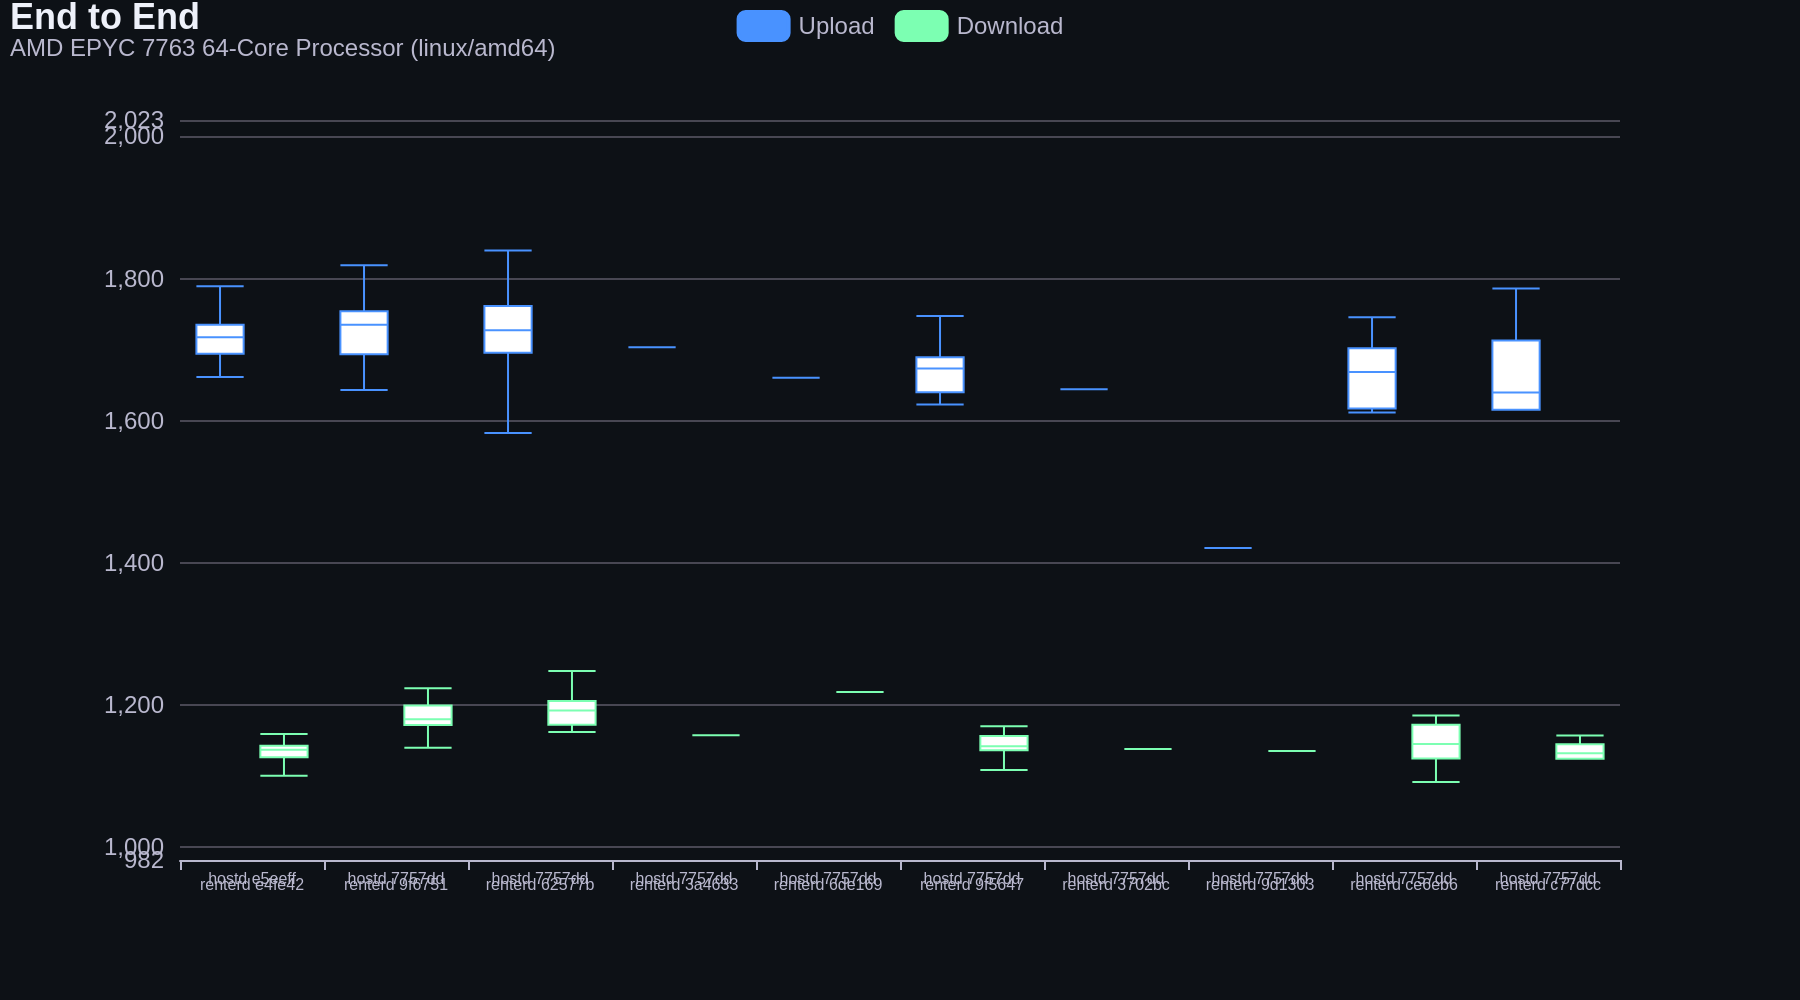 End to End
AMD EPYC 7763 64-Core Processor (linux/amd64)
Upload
Download
2,023
2,000
1,800
1,600
1,400
1,200
1,000
982
hostd e5eeff
renterd e4fe42
hostd 7757dd
renterd 9f6751
hostd 7757dd
renterd 62577b
hostd 7757dd
renterd 3a4633
hostd 7757dd
renterd 6de169
hostd 7757dd
renterd 9f5647
hostd 7757dd
renterd 3702bc
hostd 7757dd
renterd 9d1303
hostd 7757dd
renterd ce6eb6
hostd 7757dd
renterd c77dcc